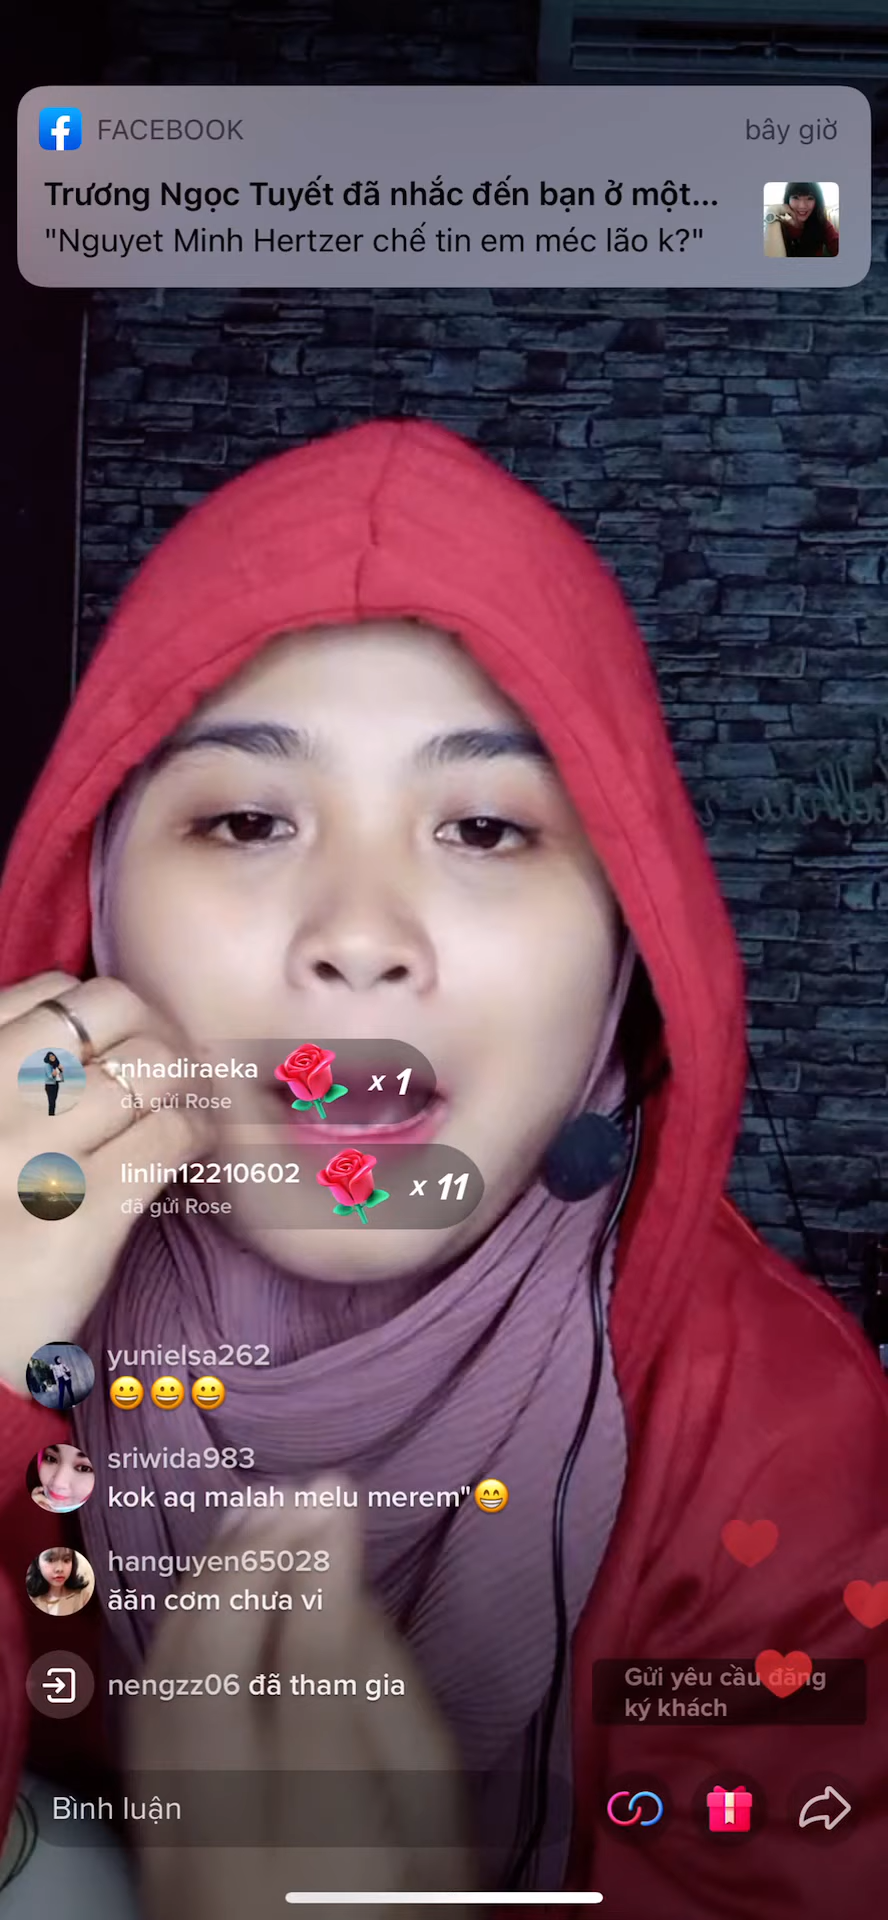 FACEBOOK
bây giờ
Trương Ngọc Tuyết đã nhắc đến bạn ở một...
"Nguyet Minh Hertzer chế tin em méc lão k?"
nhadiraeka
đã gửi Rose
x 1
linlin12210602
đã gửi Rose
x 11
yunielsa262
😀😀😀
sriwida983
kok aq malah melu merem"😁
hanguyen65028
ăăn cơm chưa vi
nengzz06 đã tham gia
Gửi yêu cầu đăng
ký khách
Bình luận